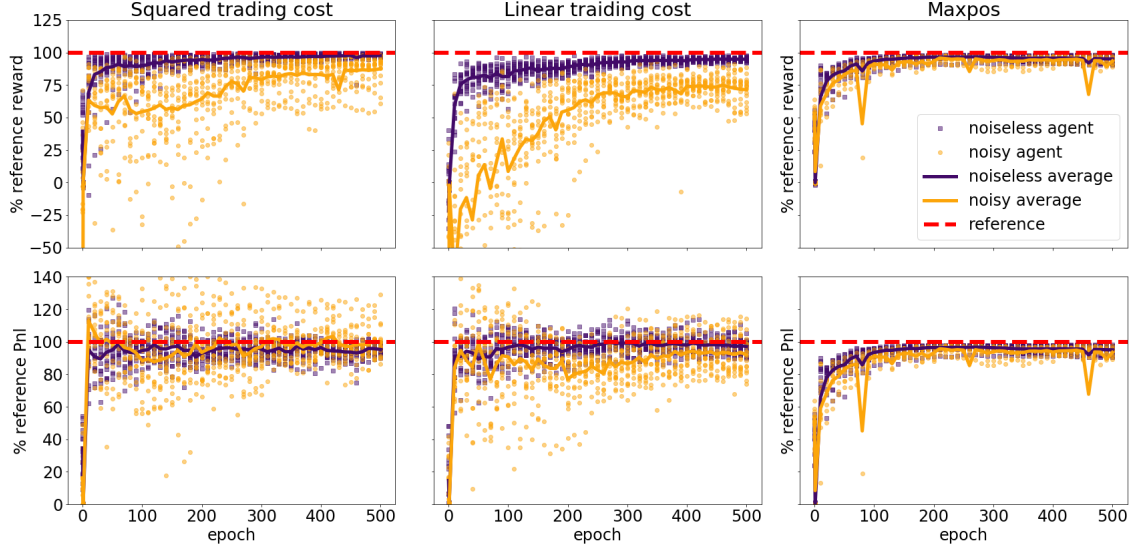 Squared trading cost
Linear traiding cost
Maxpos
% reference reward
125
100
75
50
25
0
−25
−50
noiseless agent
noisy agent
noiseless average
noisy average
reference
% reference Pnl
140
120
100
80
60
40
20
0
% reference Pnl
% reference Pnl
0 100 200 300 400 500
0 100 200 300 400 500
0 100 200 300 400 500
epoch
epoch
epoch